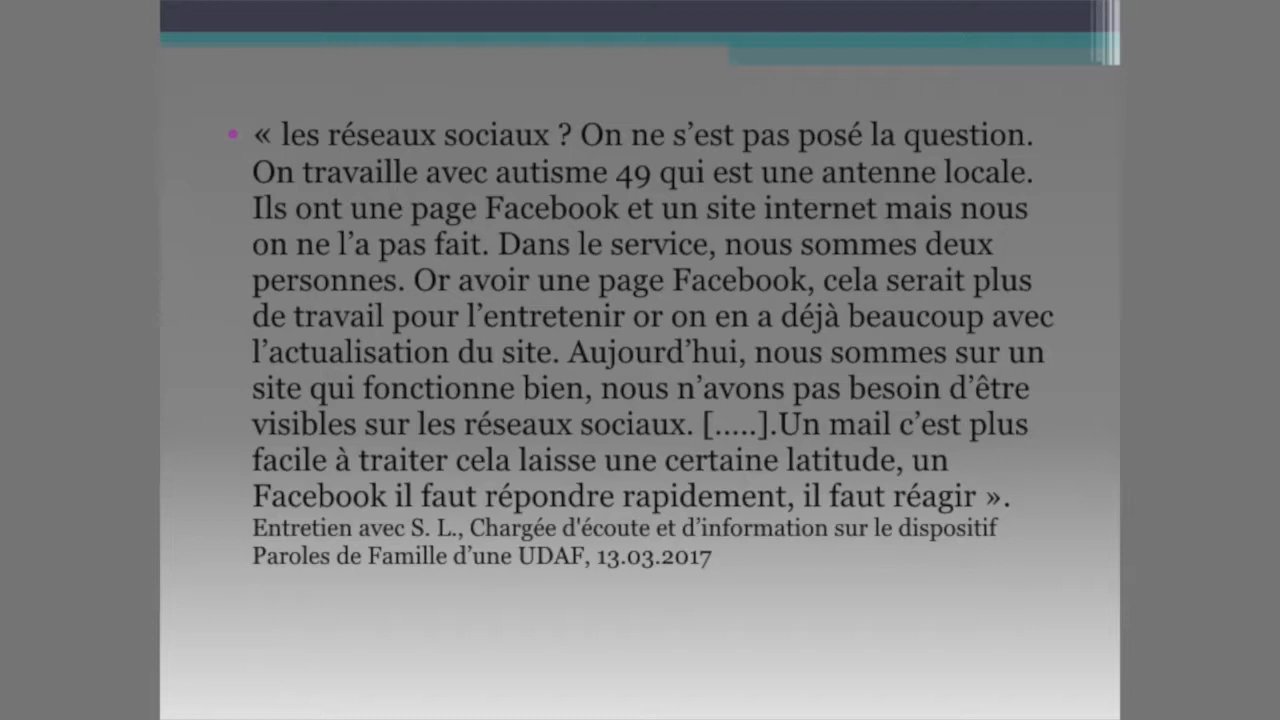 • « les réseaux sociaux ? On ne s’est pas posé la question.
On travaille avec autisme 49 qui est une antenne locale.
Ils ont une page Facebook et un site internet mais nous
on ne l’a pas fait. Dans le service, nous sommes deux
personnes. Or avoir une page Facebook, cela serait plus
de travail pour l’entretenir or on en a déjà beaucoup avec
l’actualisation du site. Aujourd’hui, nous sommes sur un
site qui fonctionne bien, nous n’avons pas besoin d’être
visibles sur les réseaux sociaux. [.....].Un mail c’est plus
facile à traiter cela laisse une certaine latitude, un
Facebook il faut répondre rapidement, il faut réagir ».
Entretien avec S. L., Chargée d'écoute et d’information sur le dispositif
Paroles de Famille d’une UDAF, 13.03.2017